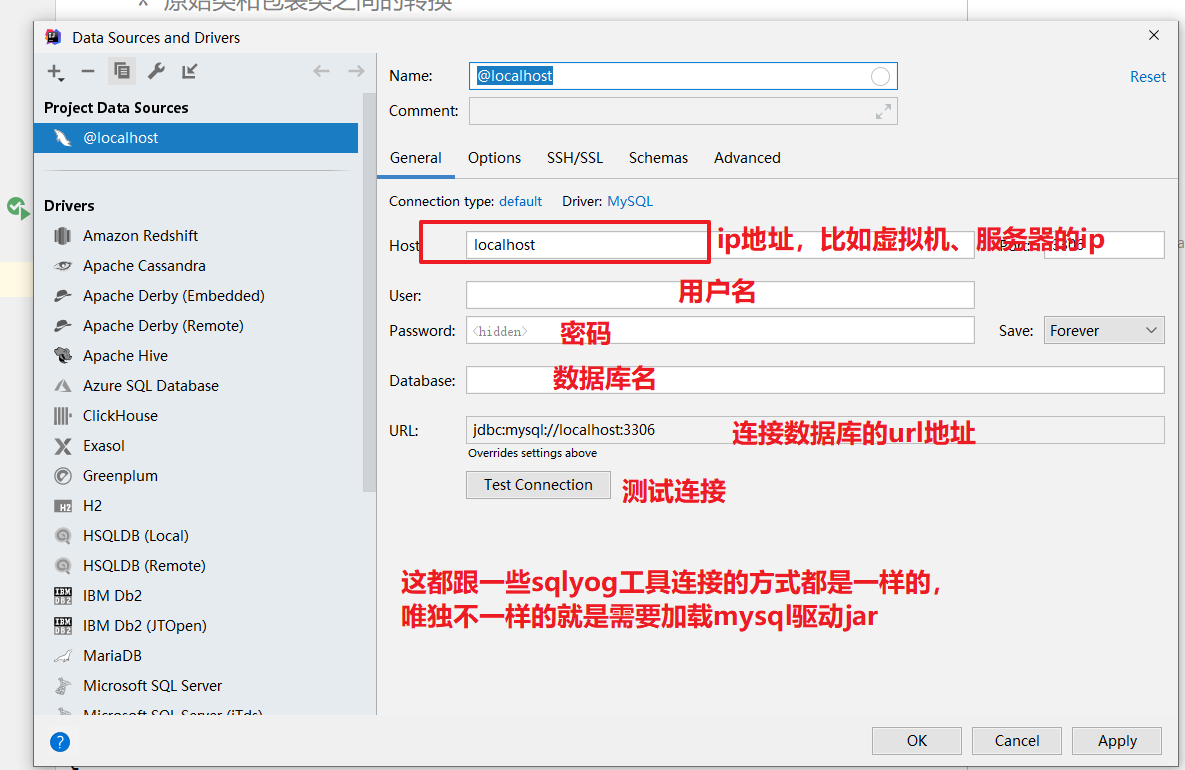 原始类和包装类之间的转换
Data Sources and Drivers
Project Data Sources
@localhost
Drivers
Amazon Redshift
Apache Cassandra
Apache Derby (Embedded)
Apache Derby (Remote)
Apache Hive
Azure SQL Database
ClickHouse
Exasol
Greenplum
H2
HSQLDB (Local)
HSQLDB (Remote)
IBM Db2
IBM Db2 (JTOpen)
MariaDB
Microsoft SQL Server
Microsoft SQL Server (jTds)
Name: @localhost Reset
Comment:
General Options SSH/SSL Schemas Advanced
Connection type: default Driver: MySQL
Host localhost ip地址，比如虚拟机、服务器的ip
User: 用户名
Password: <hidden> 密码 Save: Forever
Database: 数据库名
URL: jdbc:mysql://localhost:3306 连接数据库的url地址
Overrides settings above
Test Connection 测试连接
这都跟一些sqlyog工具连接的方式都是一样的，
唯独不一样的就是需要加载mysql驱动jar
? OK Cancel Apply